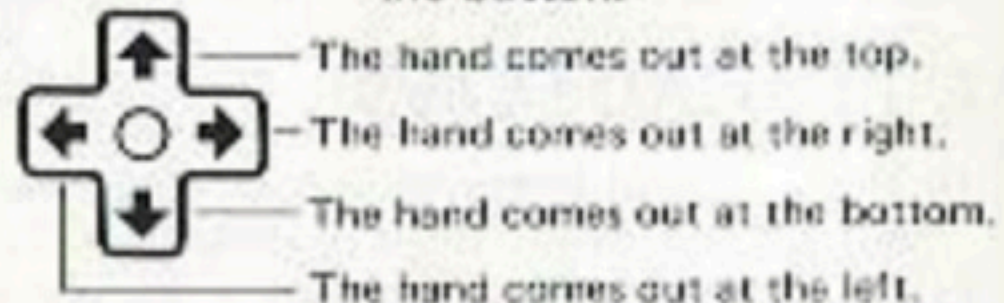 The hand comes out at the top.
The hand comes out at the right.
The hand comes out at the bottom.
The hand comes out at the left.